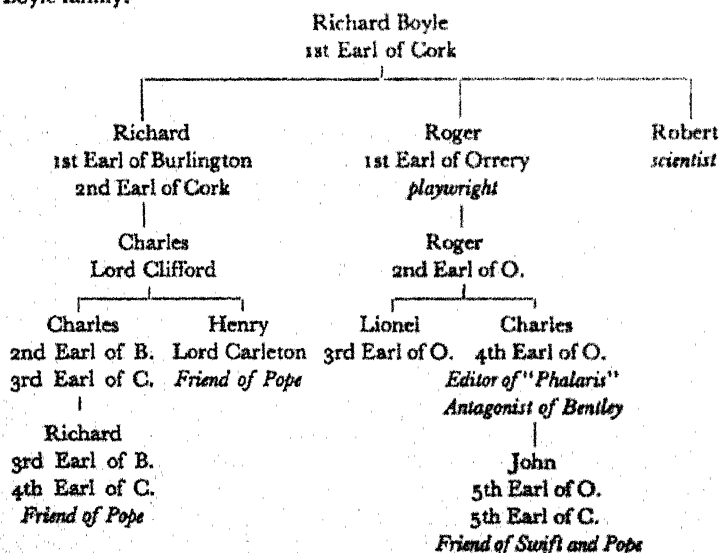 Boyle family.
Richard Boyle
1st Earl of Cork
Richard
1st Earl of Burlington
2nd Earl of Cork
Roger
1st Earl of Orrery
playwright
Robert
scientist
Charles
Lord Clifford
Roger
2nd Earl of O.
Charles
2nd Earl of B.
3rd Earl of C.
Henry
Lord Carleton
Friend of Pope
Lionel
3rd Earl of O.
Charles
4th Earl of O.
Editor of "Phalaris"
Antagonist of Bentley
Richard
3rd Earl of B.
4th Earl of C.
Friend of Pope
John
5th Earl of O.
5th Earl of C.
Friend of Swift and Pope